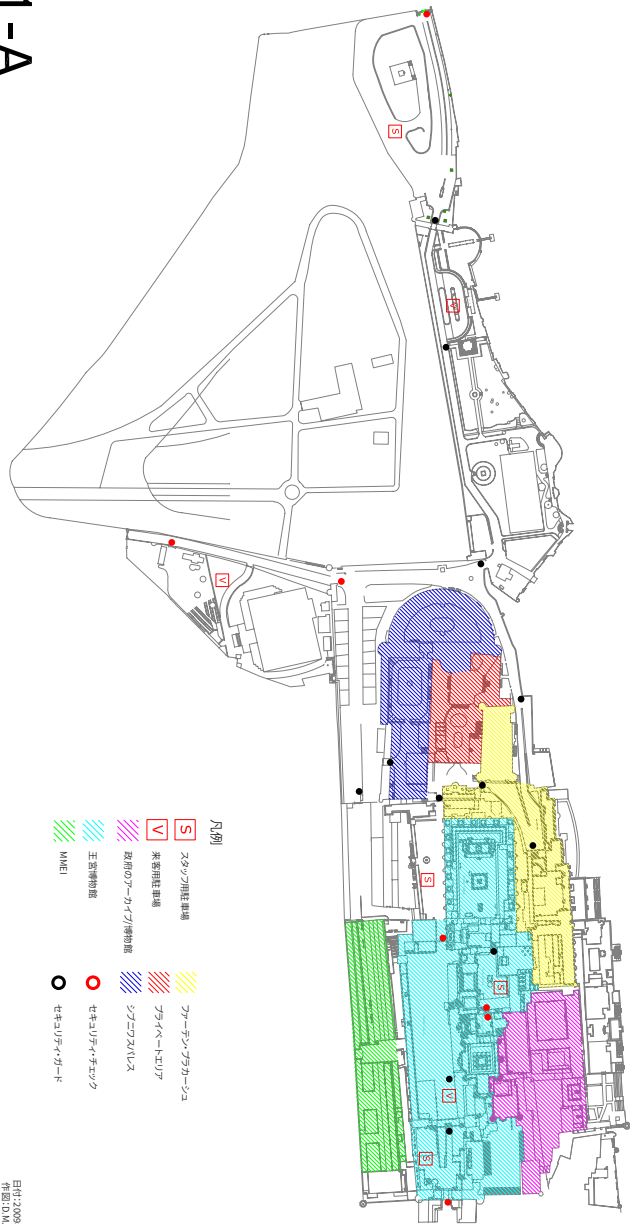 1-A
凡例
S スタッフ用駐車場
V 来客用駐車場
政府のアーカイブ/博物館
王宮博物館
MMEI
ファーテン・プラカーシュ
プライベートエリア
シブニワスパレス
セキュリティ・チェック
セキュリティ・ガード
S
V
V
S
S
V
S
日付:2009
作図:D.M.